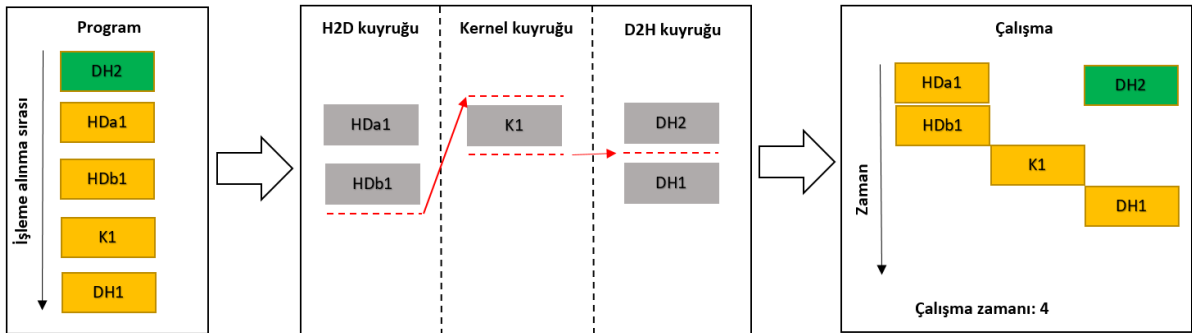 Program
İşleme alınma sırası
DH2
HDa1
HDb1
K1
DH1
H2D kuyruğu
Kernel kuyruğu
D2H kuyruğu
HDa1
HDb1
K1
DH2
DH1
Çalışma
Zaman
HDa1
DH2
HDb1
K1
DH1
Çalışma zamanı: 4